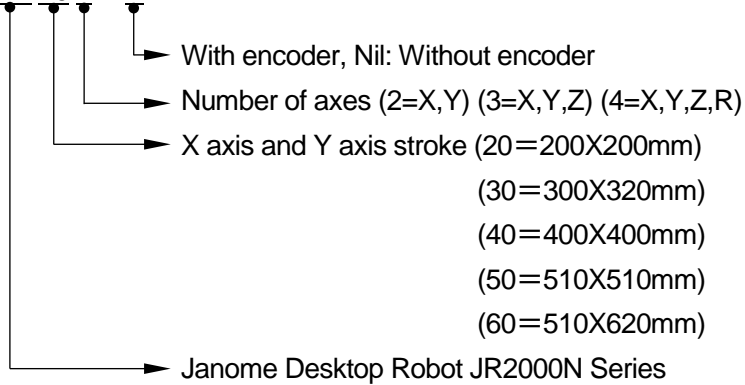 With encoder, Nil: Without encoder
Number of axes (2=X,Y) (3=X,Y,Z) (4=X,Y,Z,R)
X axis and Y axis stroke (20＝200X200mm)
(30＝300X320mm)
(40＝400X400mm)
(50＝510X510mm)
(60＝510X620mm)
Janome Desktop Robot JR2000N Series